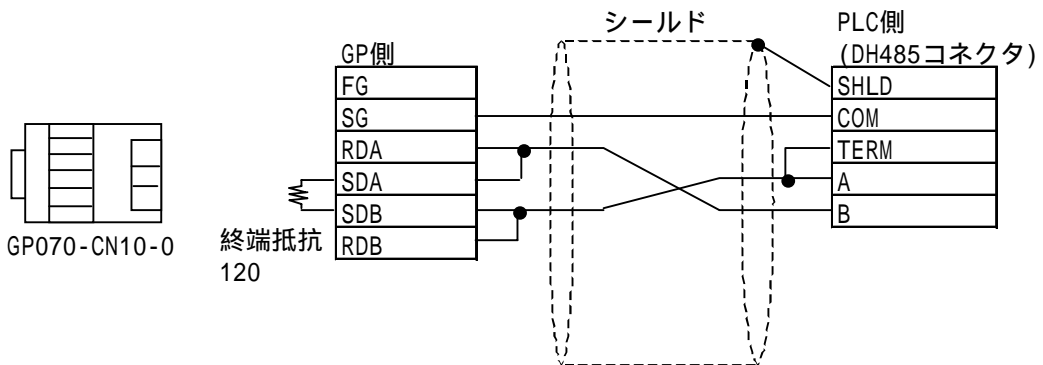 シールド
GP側
FG
SG
RDA
SDA
SDB
RDB
PLC側
(DH485コネクタ)
SHLD
COM
TERM
A
B
GP070-CN10-0
終端抵抗
120